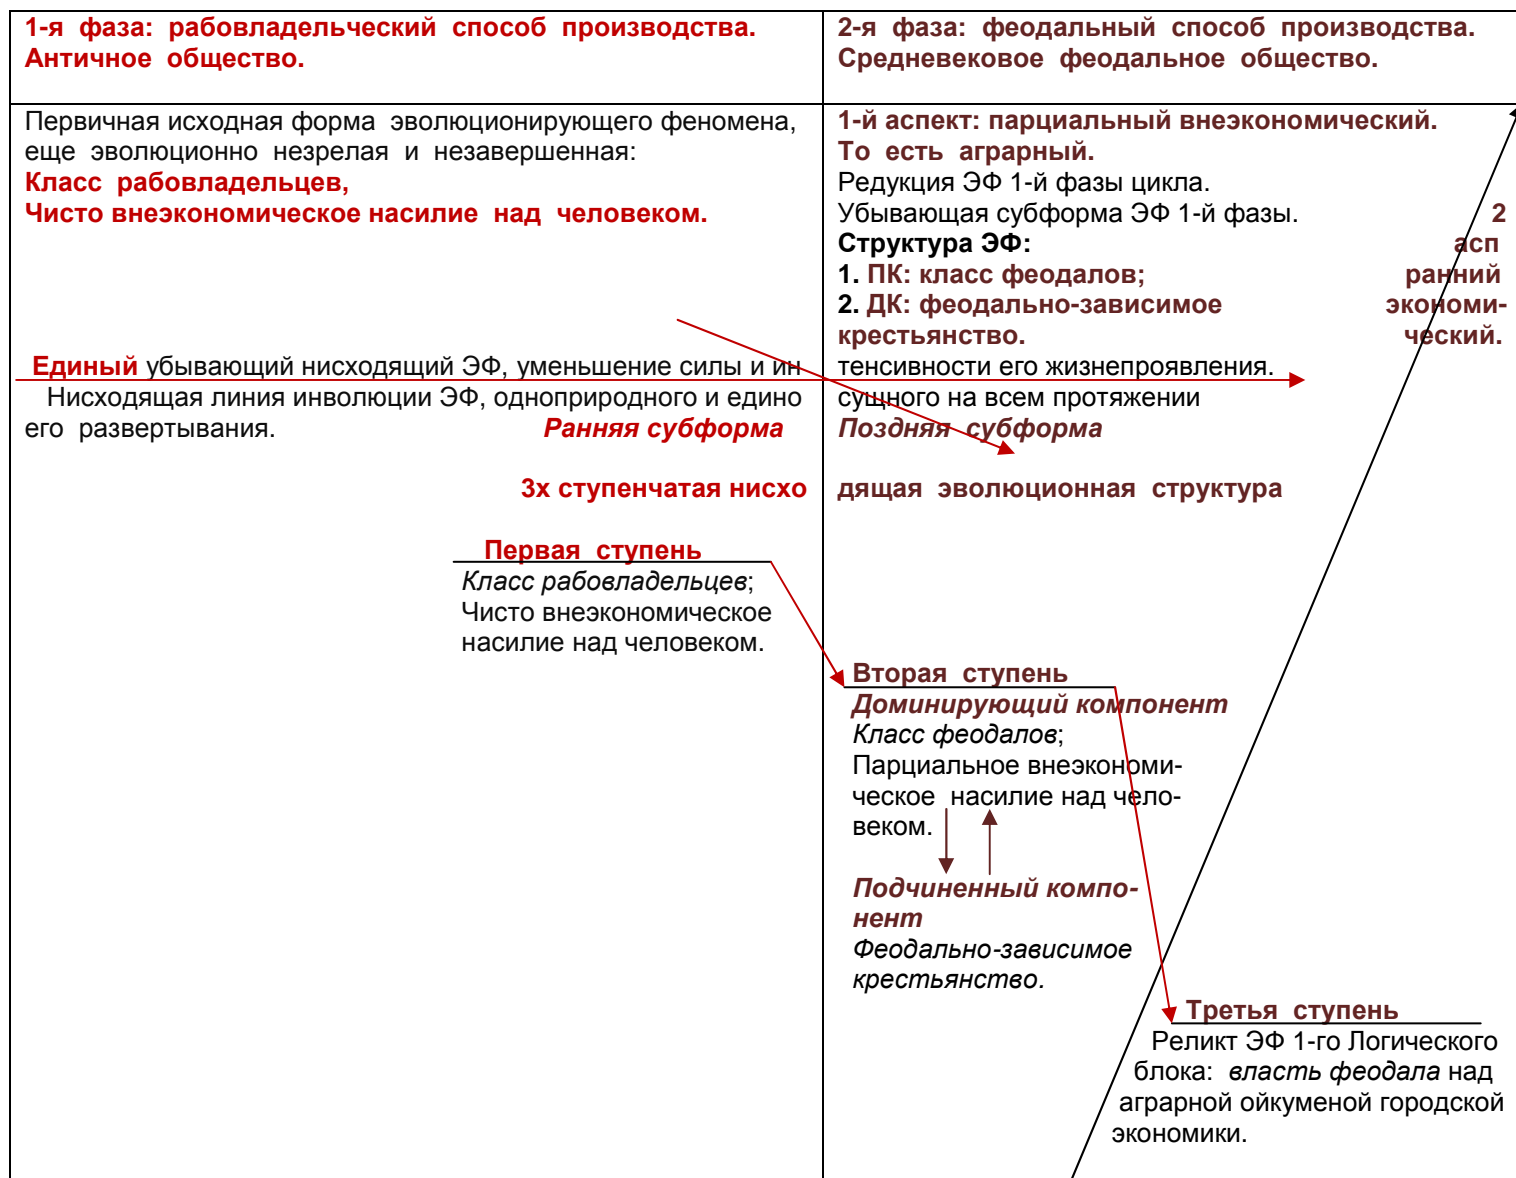 1-я фаза: рабовладельческий способ производства.
Античное общество.
2-я фаза: феодальный способ производства.
Средневековое феодальное общество.
Первичная исходная форма эволюционирующего феномена,
еще эволюционно незрелая и незавершенная:
Класс рабовладельцев,
Чисто внеэкономическое насилие над человеком.
1-й аспект: парциальный внеэкономический.
То есть аграрный.
Редукция ЭФ 1-й фазы цикла.
Убывающая субформа ЭФ 1-й фазы. 2
Структура ЭФ: асп
1. ПК: класс феодалов; ранний
2. ДК: феодально-зависимое экономи-
крестьянство. ческий.
Единый убывающий нисходящий ЭФ, уменьшение силы и ин тенсивности его жизнепроявления.
Нисходящая линия инволюции ЭФ, одноприродного и едино сущного на всем протяжении
его развертывания. Ранняя субформа Поздняя субформа
3х ступенчатая нисхо дящая эволюционная структура
Первая ступень
Класс рабовладельцев;
Чисто внеэкономическое
насилие над человеком.
Вторая ступень
Доминирующий компонент
Класс феодалов;
Парциальное внеэкономи-
ческое насилие над чело-
веком.
Подчиненный компо-
нент
Феодально-зависимое
крестьянство.
Третья ступень
Реликт ЭФ 1-го Логического
блока: власть феодала над
аграрной ойкуменой городской
экономики.